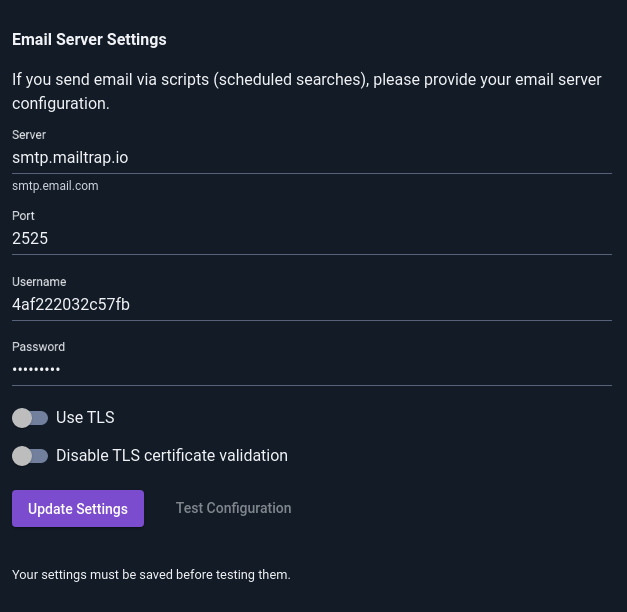 Email Server Settings
If you send email via scripts (scheduled searches), please provide your email server
configuration.
Server
smtp.mailtrap.io
smtp.email.com
Port
2525
Username
4af222032c57fb
Password
•••••••••
Use TLS
Disable TLS certificate validation
Update Settings
Test Configuration
Your settings must be saved before testing them.